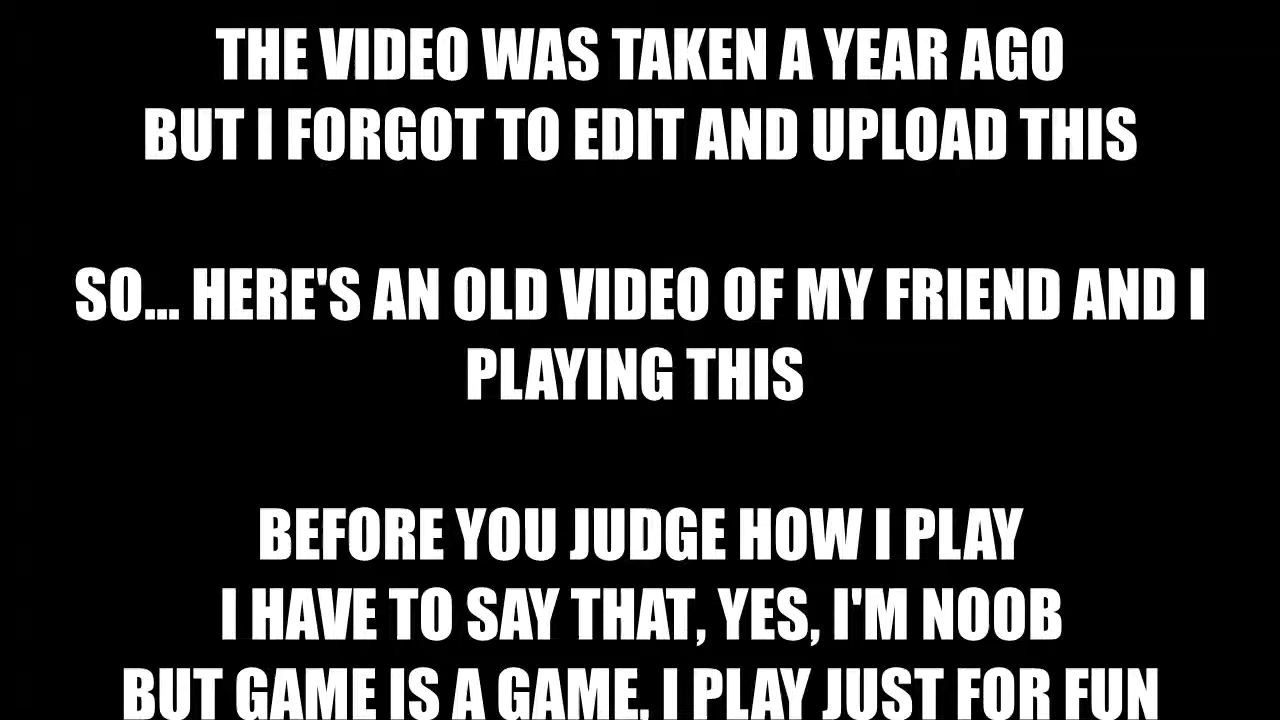 THE VIDEO WAS TAKEN A YEAR AGO
BUT I FORGOT TO EDIT AND UPLOAD THIS
SO... HERE'S AN OLD VIDEO OF MY FRIEND AND I
PLAYING THIS
BEFORE YOU JUDGE HOW I PLAY
I HAVE TO SAY THAT, YES, I'M NOOB
BUT GAME IS A GAME, I PLAY JUST FOR FUN